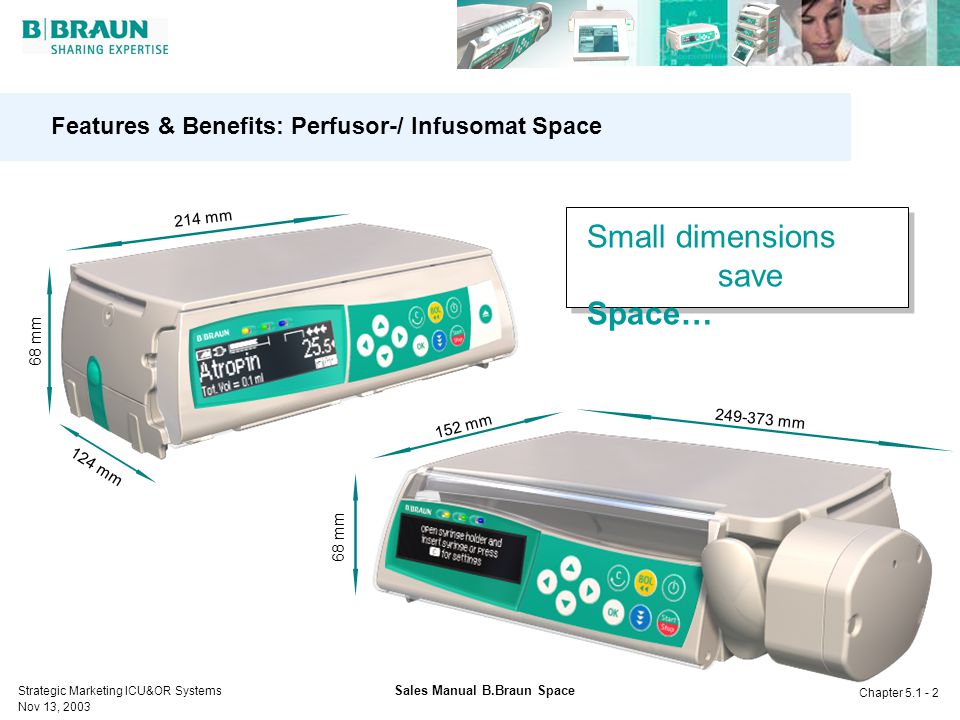 B|BRAUN
SHARING EXPERTISE
Features & Benefits: Perfusor-/ Infusomat Space
214 mm
68 mm
124 mm
B|BRAUN
Atropin
25.5
Tot. Vol = 0.1 ml
C
BOL
OK
Start
Stop
Small dimensions
save
Space…
152 mm
249-373 mm
68 mm
B|BRAUN
Open syringe holder and
insert syringe or press
C for settings
C
BOL
OK
Start
Stop
Strategic Marketing ICU&OR Systems
Nov 13, 2003
Sales Manual B.Braun Space
Chapter 5.1 - 2